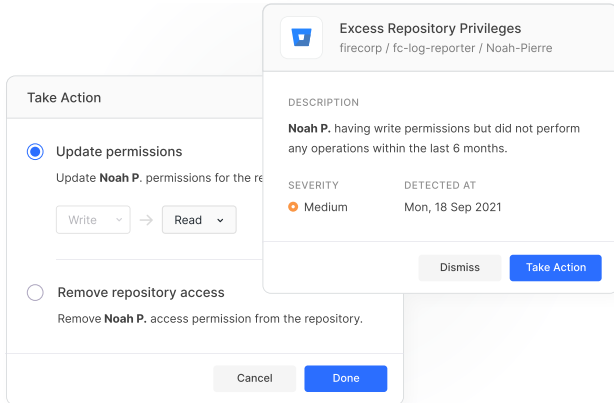 Excess Repository Privileges
firecorp / fc-log-reporter / Noah-Pierre
DESCRIPTION
Noah P. having write permissions but did not perform
any operations within the last 6 months.
SEVERITY
DETECTED AT
Medium
Mon, 18 Sep 2021
Dismiss
Take Action
Take Action
Update permissions
Update Noah P. permissions for the re
Write
Read
Remove repository access
Remove Noah P. access permission from the repository.
Cancel
Done